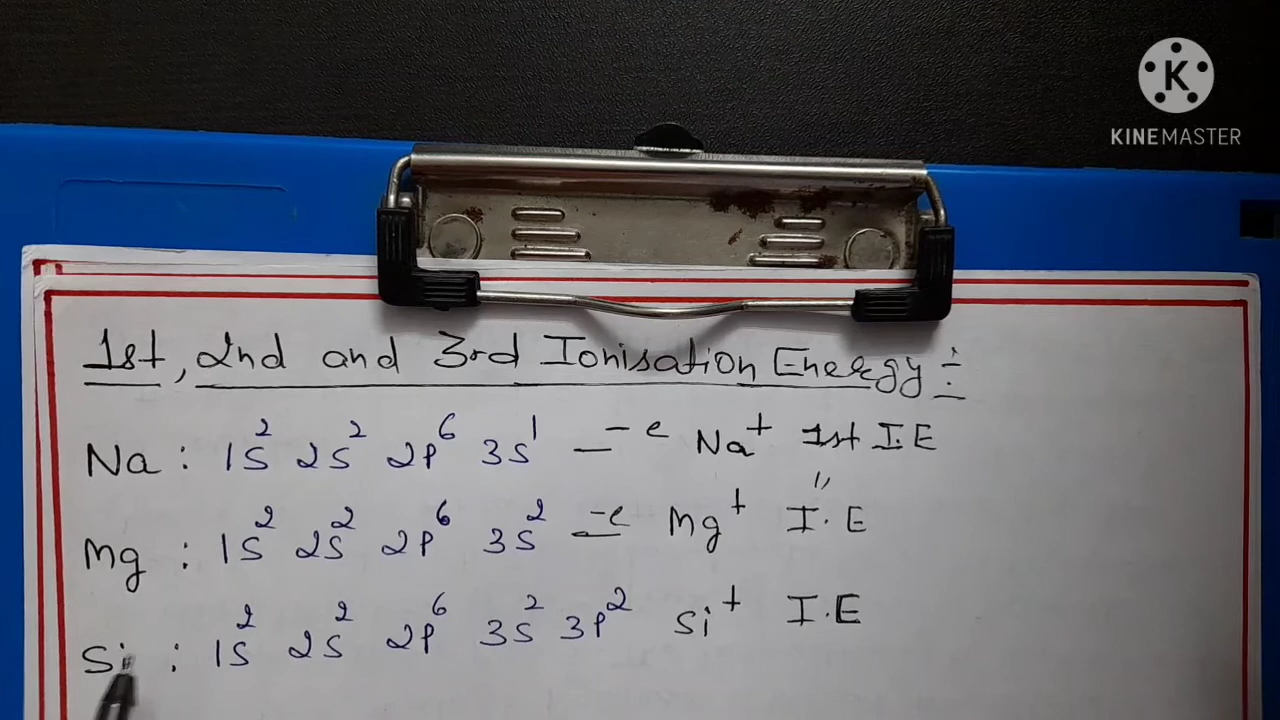 K
KINEMASTER
1st, 2nd and 3rd Ionisation Energy :-
Na : 1s² 2s² 2p⁶ 3s¹ — -e Na⁺ 1st I.E
Mg : 1s² 2s² 2p⁶ 3s² -e Mg⁺ " I.E
Si : 1s² 2s² 2p⁶ 3s² 3p² Si⁺ I.E